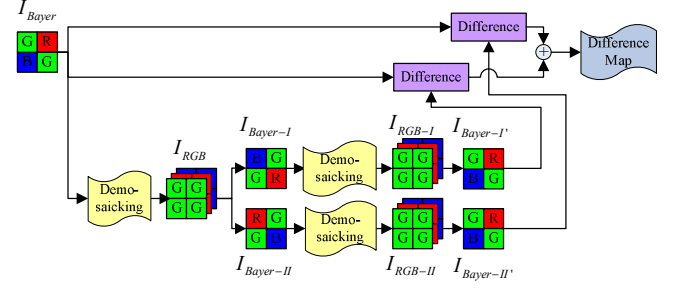 I_Bayer
G R
B G
Difference
Difference
+
Difference
Map
I_RGB
I_Bayer-I
I_RGB-I
I_Bayer-I'
Demo-
saicking
G G
G G
B G
G R
Demo-
saicking
G G
G G
G R
B G
R G
G B
Demo-
saicking
G G
G G
G R
B G
I_Bayer-II
I_RGB-II
I_Bayer-II'